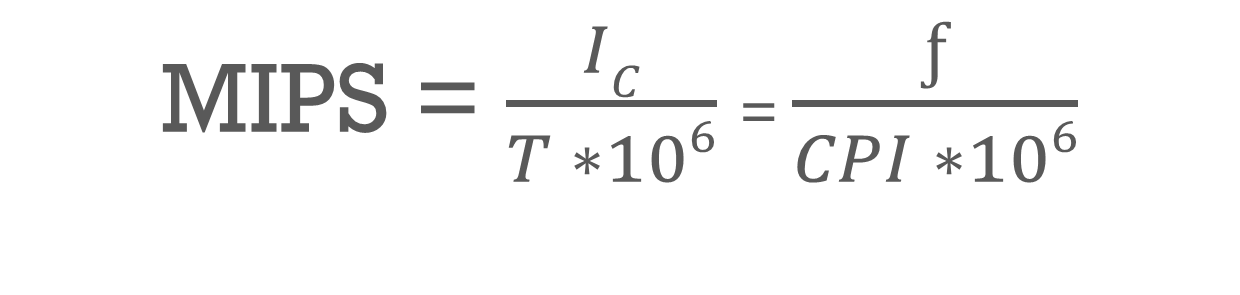 MIPS = I_C / T *10^6 = ƒ / CPI *10^6